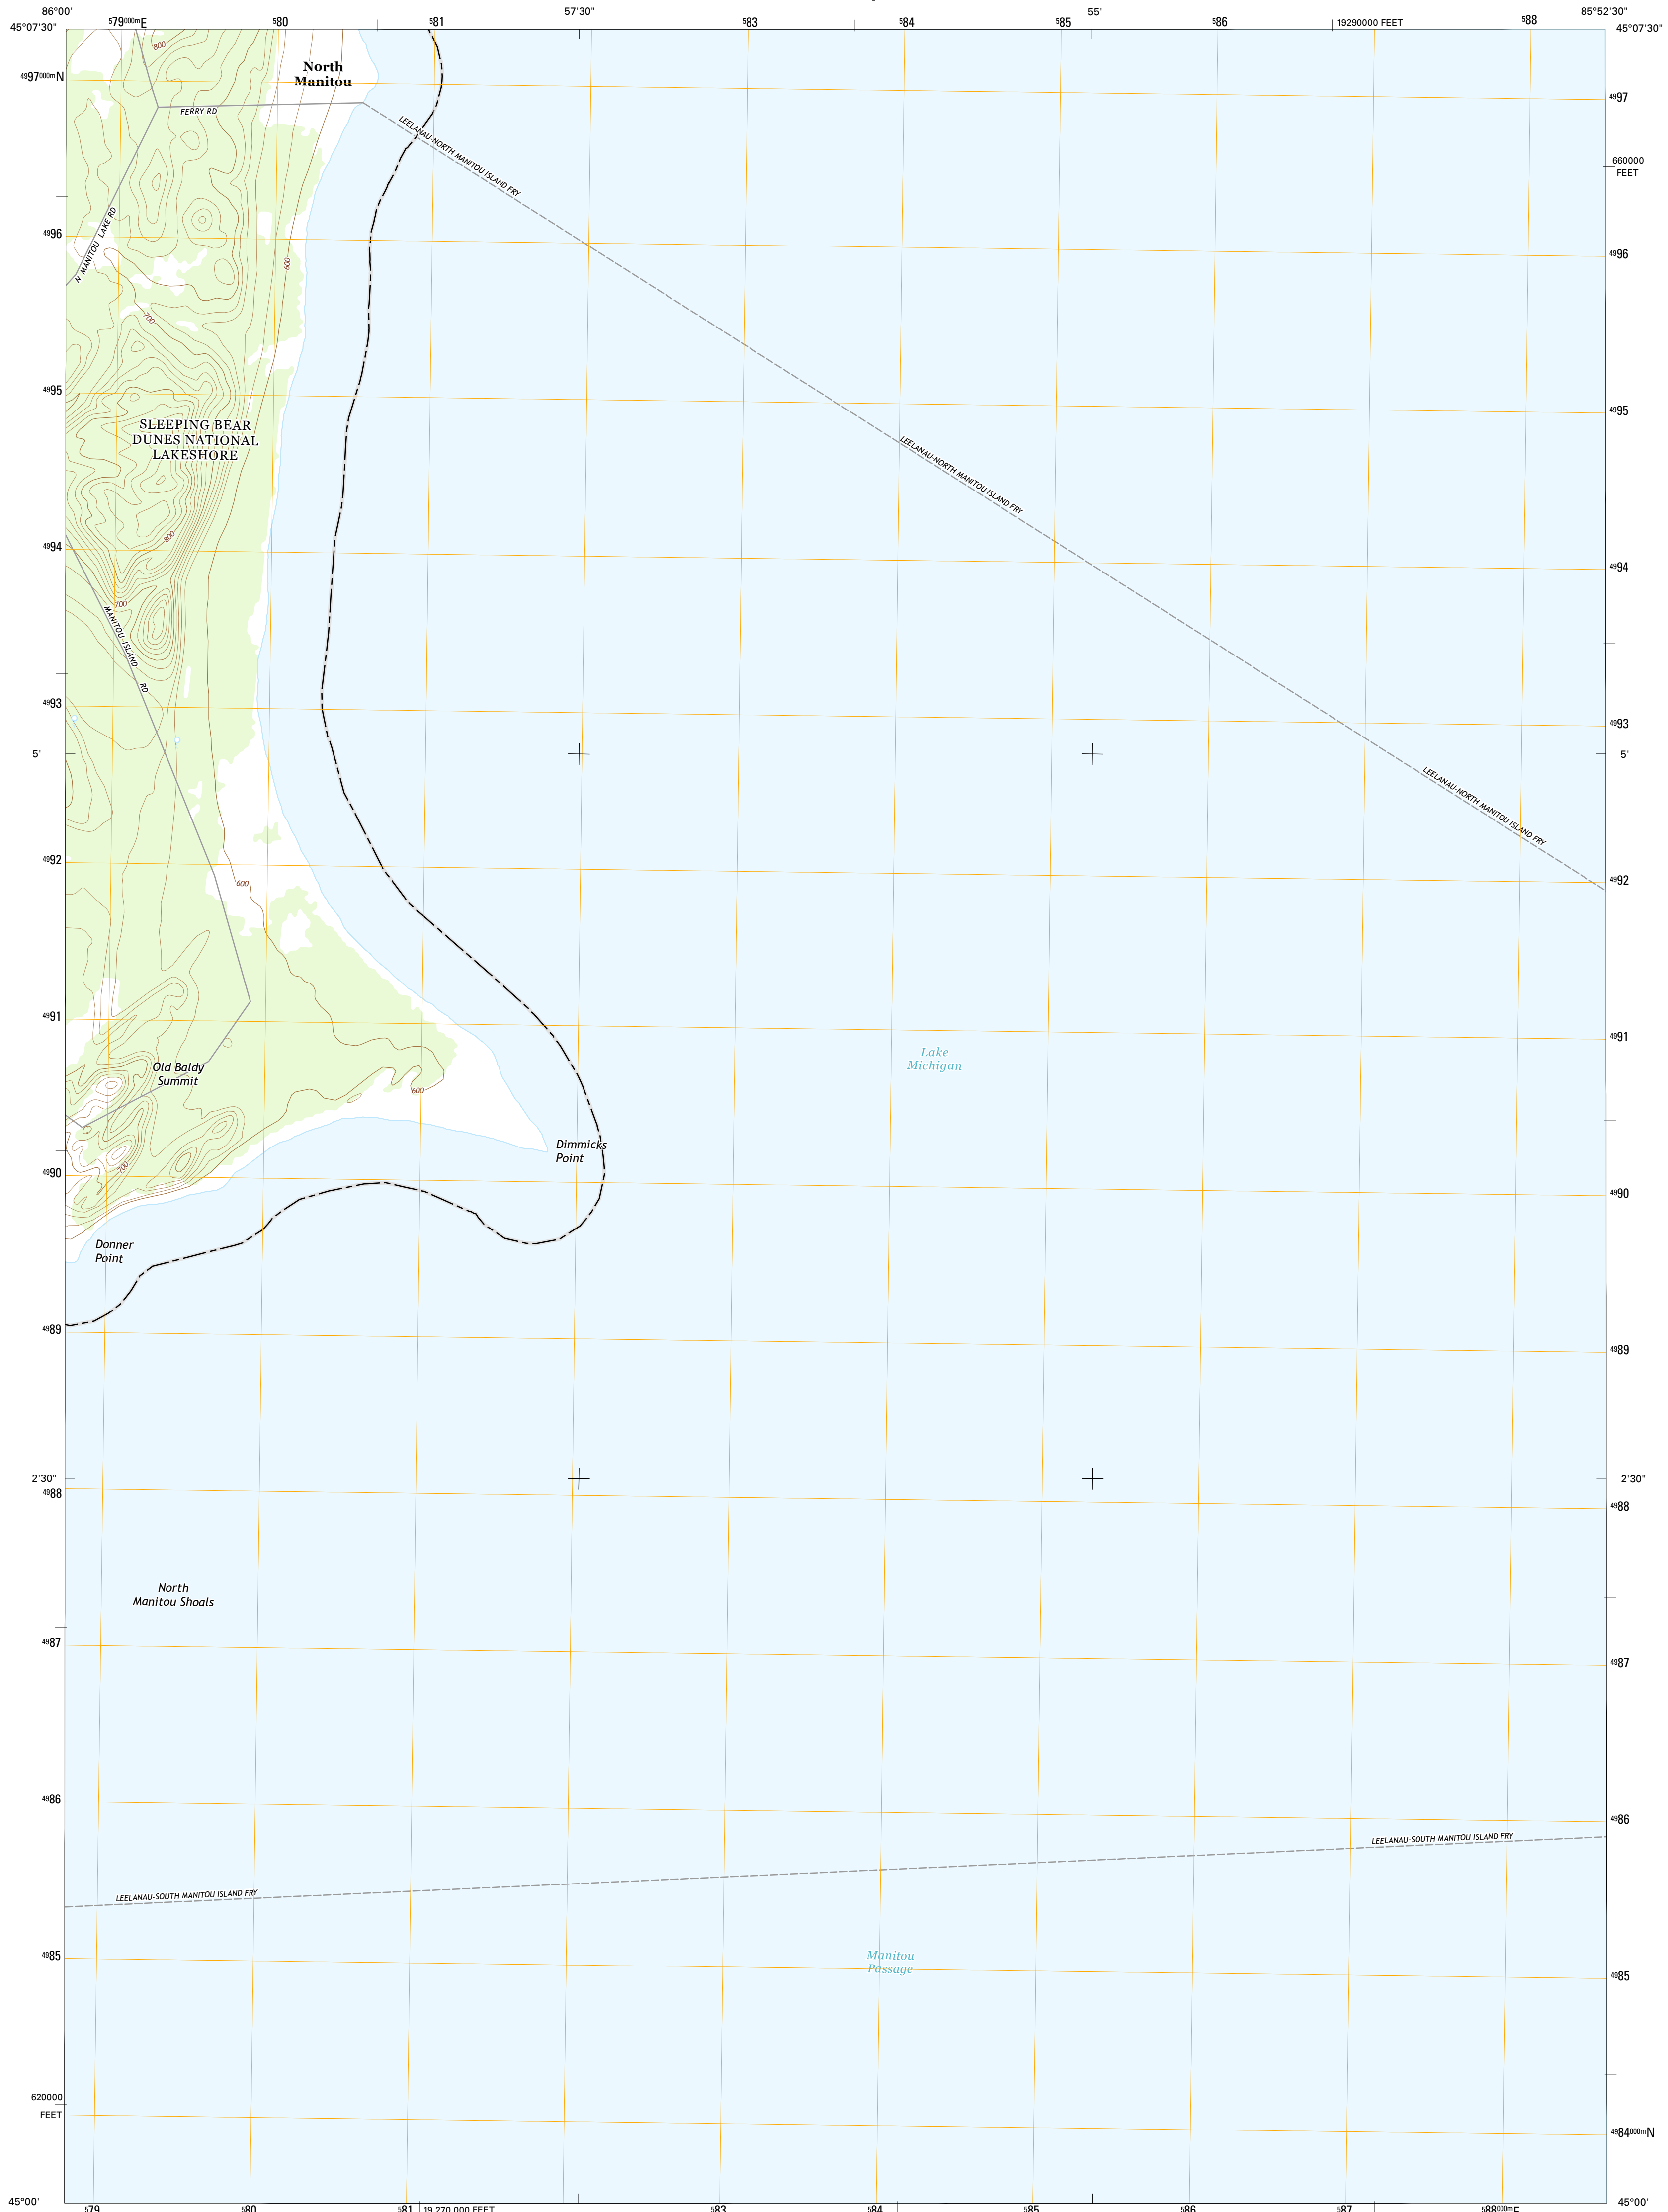 86°00'
⁵79⁰⁰⁰ᵐE
⁵80
⁵81
57'30"
⁵83
⁵84
55'
⁵85
⁵86
19290000 FEET
⁵88
85°52'30"
45°07'30"
45°07'30"
⁴⁹97⁰⁰⁰ᵐN
⁴⁹97
800
North
Manitou
FERRY RD
LEELANAU-NORTH MANITOU ISLAND FRY
660000
FEET
N MANITOU LAKE RD
⁴⁹96
⁴⁹96
600
700
⁴⁹95
⁴⁹95
SLEEPING BEAR
DUNES NATIONAL
LAKESHORE
LEELANAU-NORTH MANITOU ISLAND FRY
800
⁴⁹94
⁴⁹94
700
MANITOU ISLAND RD
⁴⁹93
⁴⁹93
5'
5'
LEELANAU-NORTH MANITOU ISLAND FRY
⁴⁹92
⁴⁹92
600
⁴⁹91
⁴⁹91
Lake
Michigan
Old Baldy
Summit
600
Dimmicks
Point
700
⁴⁹90
⁴⁹90
Donner
Point
⁴⁹89
⁴⁹89
2'30"
2'30"
⁴⁹88
⁴⁹88
North
Manitou Shoals
⁴⁹87
⁴⁹87
⁴⁹86
⁴⁹86
LEELANAU-SOUTH MANITOU ISLAND FRY
LEELANAU-SOUTH MANITOU ISLAND FRY
⁴⁹85
⁴⁹85
Manitou
Passage
620000
FEET
⁴⁹84⁰⁰⁰ᵐN
45°00'
45°00'
⁵79
⁵80
⁵81
19 270 000 FEET
⁵83
⁵84
⁵85
⁵86
⁵87
⁵88⁰⁰⁰ᵐE